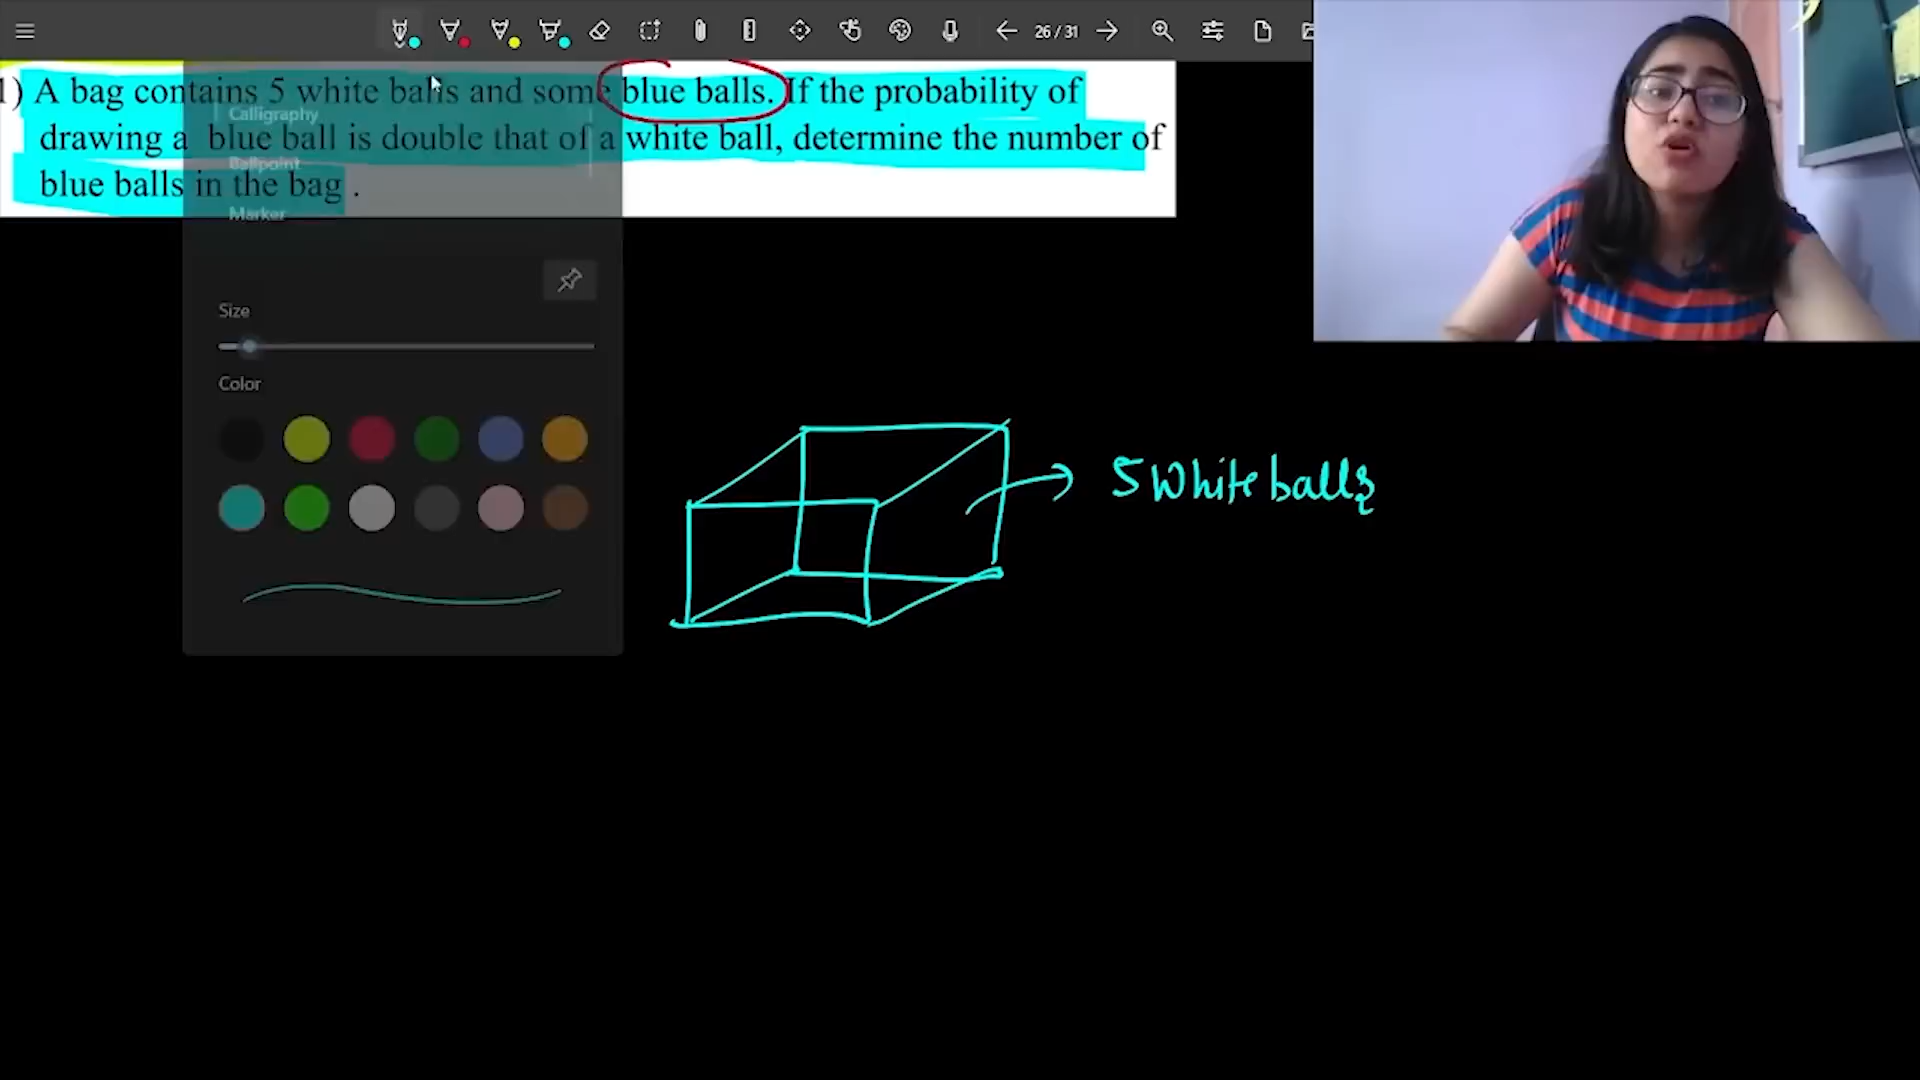 26 / 31
1) A bag contains 5 white balls and some blue balls. If the probability of
drawing a blue ball is double that of a white ball, determine the number of
blue balls in the bag .
Calligraphy
Ballpoint
Marker
Size
Color
5 White balls